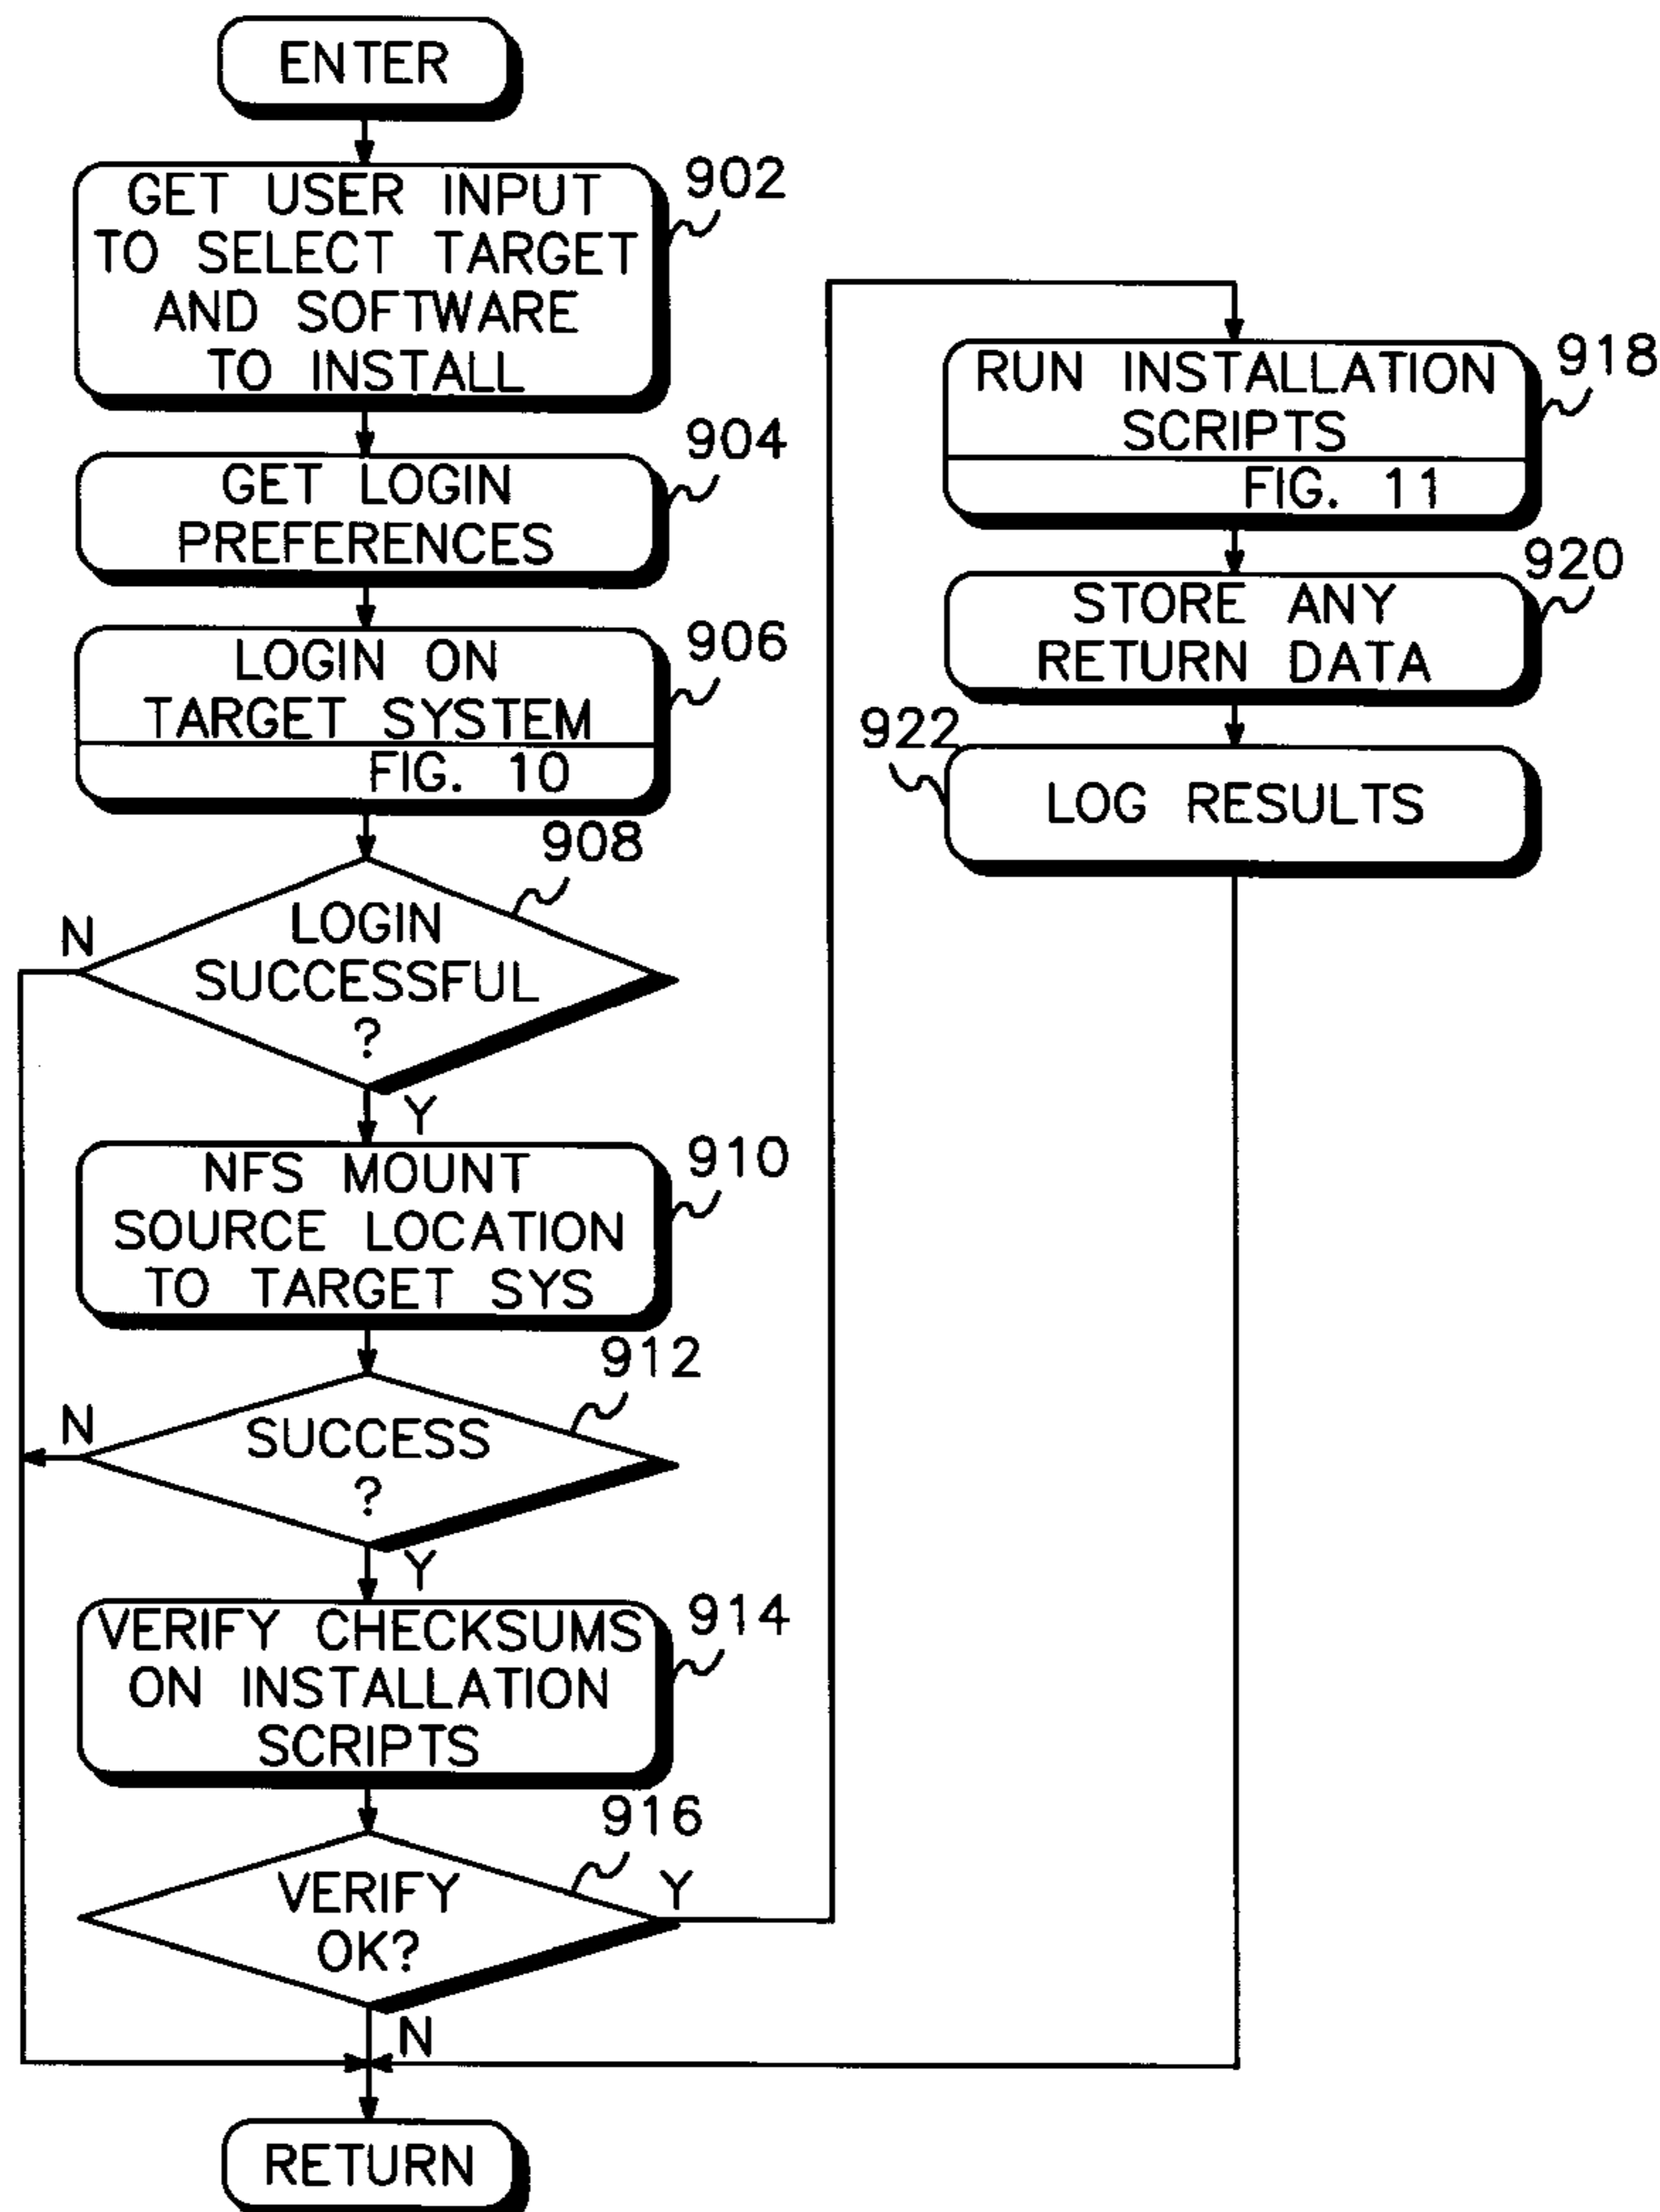 ENTER
902
GET USER INPUT
TO SELECT TARGET
AND SOFTWARE
TO INSTALL
904
GET LOGIN
PREFERENCES
906
LOGIN ON
TARGET SYSTEM
FIG. 10
908
LOGIN
SUCCESSFUL
?
N
Y
910
NFS MOUNT
SOURCE LOCATION
TO TARGET SYS
912
SUCCESS
?
N
Y
914
VERIFY CHECKSUMS
ON INSTALLATION
SCRIPTS
916
VERIFY
OK?
Y
N
918
RUN INSTALLATION
SCRIPTS
FIG. 11
920
STORE ANY
RETURN DATA
922
LOG RESULTS
RETURN